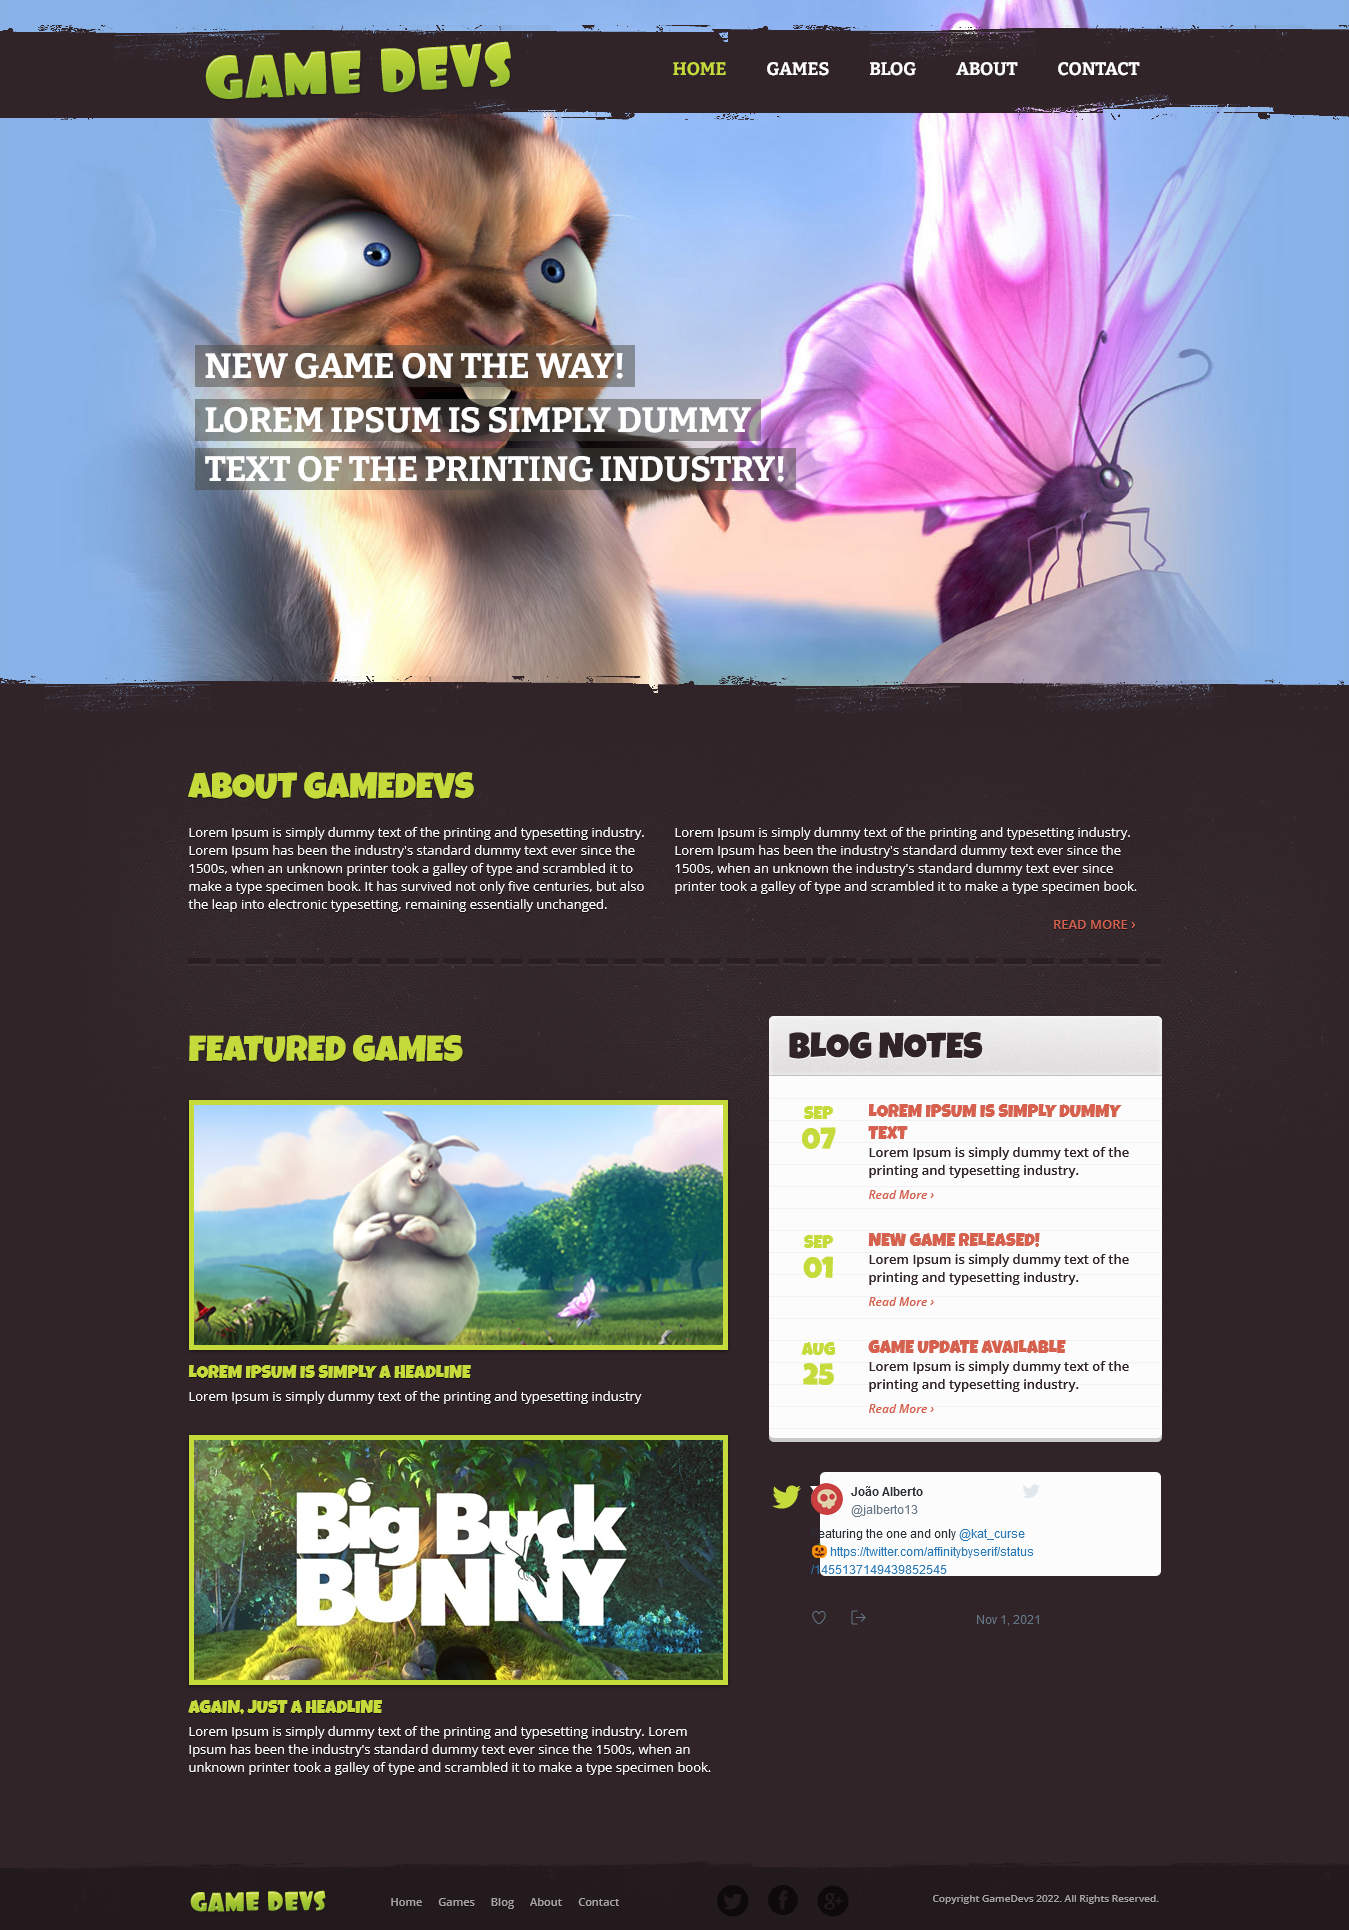 GAME DEVS
HOME GAMES BLOG ABOUT CONTACT
NEW GAME ON THE WAY!
LOREM IPSUM IS SIMPLY DUMMY
TEXT OF THE PRINTING INDUSTRY!
ABOUT GAMEDEVS
Lorem Ipsum is simply dummy text of the printing and typesetting industry.
Lorem Ipsum has been the industry's standard dummy text ever since the
1500s, when an unknown printer took a galley of type and scrambled it to
make a type specimen book. It has survived not only five centuries, but also
the leap into electronic typesetting, remaining essentially unchanged.
Lorem Ipsum is simply dummy text of the printing and typesetting industry.
Lorem Ipsum has been the industry's standard dummy text ever since the
1500s, when an unknown the industry's standard dummy text ever since
printer took a galley of type and scrambled it to make a type specimen book.
READ MORE ›
FEATURED GAMES
LOREM IPSUM IS SIMPLY A HEADLINE
Lorem Ipsum is simply dummy text of the printing and typesetting industry
Big Buck
BUNNY
AGAIN, JUST A HEADLINE
Lorem Ipsum is simply dummy text of the printing and typesetting industry. Lorem
Ipsum has been the industry's standard dummy text ever since the 1500s, when an
unknown printer took a galley of type and scrambled it to make a type specimen book.
BLOG NOTES
SEP
07
LOREM IPSUM IS SIMPLY DUMMY
TEXT
Lorem Ipsum is simply dummy text of the
printing and typesetting industry.
Read More ›
SEP
01
NEW GAME RELEASED!
Lorem Ipsum is simply dummy text of the
printing and typesetting industry.
Read More ›
AUG
25
GAME UPDATE AVAILABLE
Lorem Ipsum is simply dummy text of the
printing and typesetting industry.
Read More ›
João Alberto
@jalberto13
eaturing the one and only @kat_curse
🎃 https://twitter.com/affinitybyserif/status
/1455137149439852545
Nov 1, 2021
GAME DEVS
Home Games Blog About Contact
Copyright GameDevs 2022. All Rights Reserved.